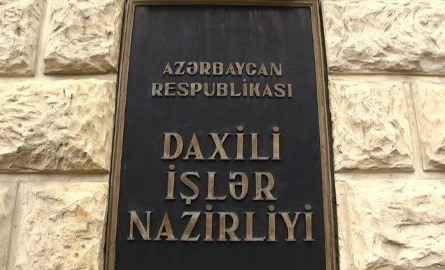 AZƏRBAYCAN
RESPUBLİKASI
DAXİLİ
İŞLƏR
NAZİRLİYİ